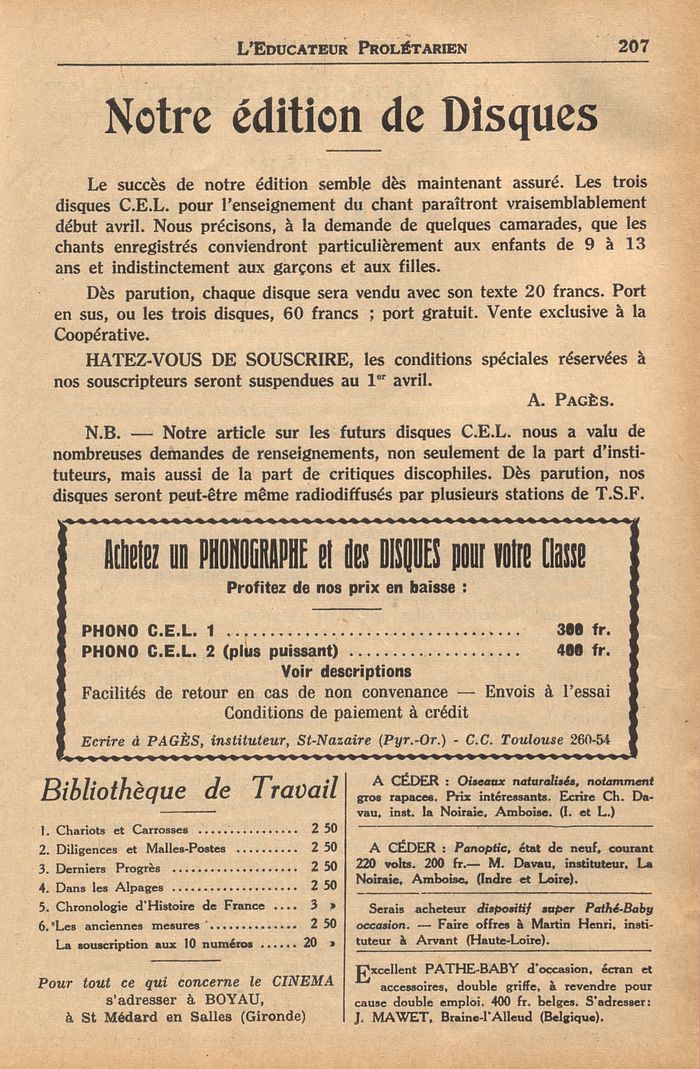 L'EDUCATEUR PROLÉTARIEN 207
Notre édition de Disques
Le succès de notre édition semble dès maintenant assuré. Les trois
disques C.E.L. pour l'enseignement du chant paraîtront vraisemblablement
début avril. Nous précisons, à la demande de quelques camarades, que les
chants enregistrés conviendront particulièrement aux enfants de 9 à 13
ans et indistinctement aux garçons et aux filles.
Dès parution, chaque disque sera vendu avec son texte 20 francs. Port
en sus, ou les trois disques, 60 francs ; port gratuit. Vente exclusive à la
Coopérative.
HATEZ-VOUS DE SOUSCRIRE, les conditions spéciales réservées à
nos souscripteurs seront suspendues au 1er avril.
A. PAGÈS.
N.B. — Notre article sur les futurs disques C.E.L. nous a valu de
nombreuses demandes de renseignements, non seulement de la part d'insti-
tuteurs, mais aussi de la part de critiques discophiles. Dès parution, nos
disques seront peut-être même radiodiffusés par plusieurs stations de T.S.F.
Achetez un PHONOGRAPHE et des DISQUES pour votre Classe
Profitez de nos prix en baisse :
PHONO C.E.L. 1 .................................. 300 fr.
PHONO C.E.L. 2 (plus puissant) .................... 400 fr.
Voir descriptions
Facilités de retour en cas de non convenance — Envois à l'essai
Conditions de paiement à crédit
Ecrire à PAGÈS, instituteur, St-Nazaire (Pyr.-Or.) - C.C. Toulouse 260-54
Bibliothèque de Travail
1. Chariots et Carrosses ................ 2 50
2. Diligences et Malles-Postes .......... 2 50
3. Derniers Progrès .................... 2 50
4. Dans les Alpages .................... 2 50
5. Chronologie d'Histoire de France .... 3 »
6. Les anciennes mesures .............. 2 50
La souscription aux 10 numéros ...... 20 »
Pour tout ce qui concerne le CINEMA
s'adresser à BOYAU,
à St Médard en Salles (Gironde)
A CÉDER : Oiseaux naturalisés, notamment
gros rapaces. Prix intéressants. Ecrire Ch. Da-
vau, inst. la Noiraie, Amboise. (I. et L.)
A CÉDER : Panoptic, état de neuf, courant
220 volts. 200 fr.— M. Davau, instituteur, La
Noiraie, Amboise, (Indre et Loire).
Serais acheteur dispositif super Pathé-Baby
occasion. — Faire offres à Martin Henri, insti-
tuteur à Arvant (Haute-Loire).
Excellent PATHE-BABY d'occasion, écran et
accessoires, double griffe, à revendre pour
cause double emploi. 400 fr. belges. S'adresser:
J. MAWET, Braine-l'Alleud (Belgique).